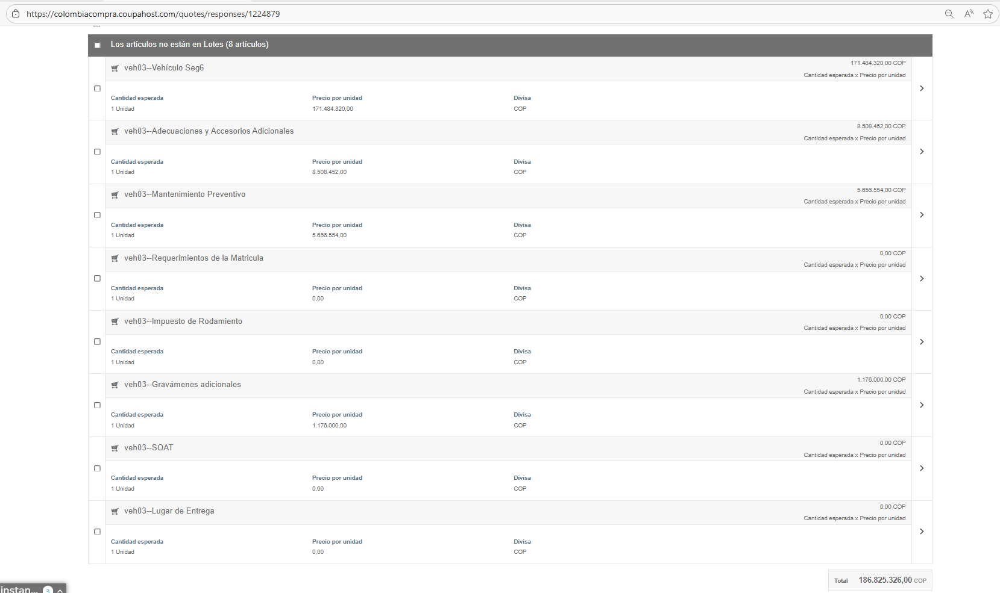 https://colombiacompra.coupahost.com/quotes/responses/1224879
Los artículos no están en Lotes (8 artículos)
veh03--Vehículo Seg6
171.484.320,00 COP
Cantidad esperada x Precio por unidad
Cantidad esperada Precio por unidad Divisa
1 Unidad 171.484.320,00 COP
veh03--Adecuaciones y Accesorios Adicionales
8.508.452,00 COP
Cantidad esperada x Precio por unidad
Cantidad esperada Precio por unidad Divisa
1 Unidad 8.508.452,00 COP
veh03--Mantenimiento Preventivo
5.656.554,00 COP
Cantidad esperada x Precio por unidad
Cantidad esperada Precio por unidad Divisa
1 Unidad 5.656.554,00 COP
veh03--Requerimientos de la Matricula
0,00 COP
Cantidad esperada x Precio por unidad
Cantidad esperada Precio por unidad Divisa
1 Unidad 0,00 COP
veh03--Impuesto de Rodamiento
0,00 COP
Cantidad esperada x Precio por unidad
Cantidad esperada Precio por unidad Divisa
1 Unidad 0,00 COP
veh03--Gravámenes adicionales
1.176.000,00 COP
Cantidad esperada x Precio por unidad
Cantidad esperada Precio por unidad Divisa
1 Unidad 1.176.000,00 COP
veh03--SOAT
0,00 COP
Cantidad esperada x Precio por unidad
Cantidad esperada Precio por unidad Divisa
1 Unidad 0,00 COP
veh03--Lugar de Entrega
0,00 COP
Cantidad esperada x Precio por unidad
Cantidad esperada Precio por unidad Divisa
1 Unidad 0,00 COP
Total 186.825.326,00 COP
instan... 3